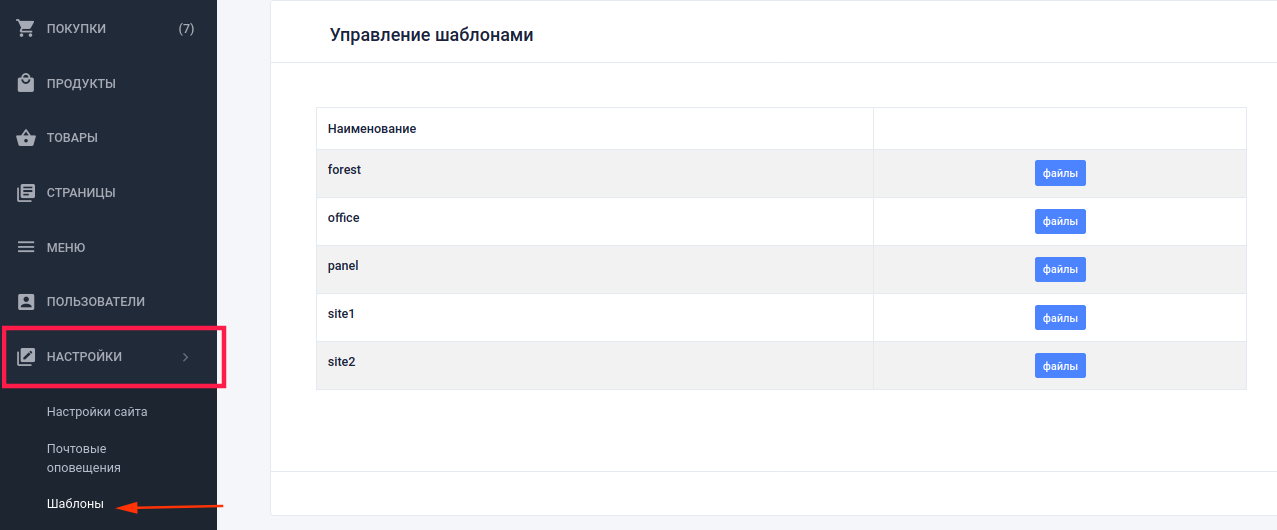 ПОКУПКИ (7)
ПРОДУКТЫ
ТОВАРЫ
СТРАНИЦЫ
МЕНЮ
ПОЛЬЗОВАТЕЛИ
НАСТРОЙКИ
Настройки сайта
Почтовые
оповещения
Шаблоны
Управление шаблонами
Наименование
forest файлы
office файлы
panel файлы
site1 файлы
site2 файлы